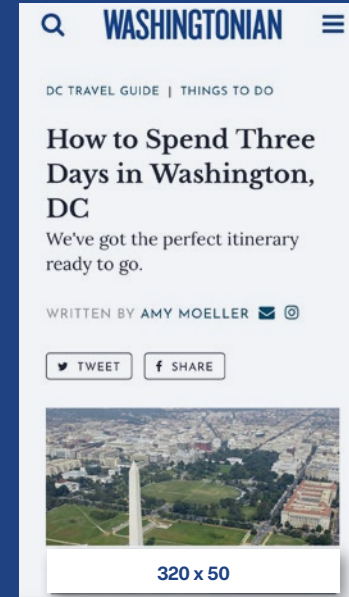 WASHINGTONIAN
DC TRAVEL GUIDE | THINGS TO DO
How to Spend Three
Days in Washington,
DC
We've got the perfect itinerary
ready to go.
WRITTEN BY AMY MOELLER
TWEET
SHARE
320 x 50